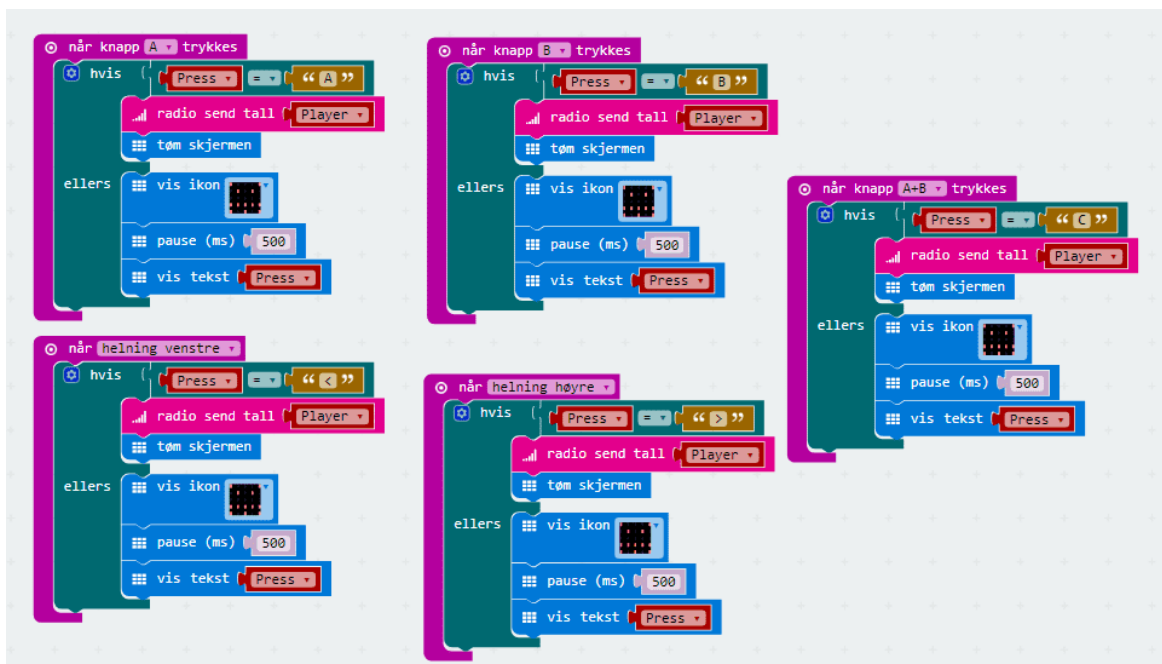 når knapp A trykkes
hvis Press = “ A ”
radio send tall Player
tøm skjermen
ellers vis ikon
pause (ms) 500
vis tekst Press
når knapp B trykkes
hvis Press = “ B ”
radio send tall Player
tøm skjermen
ellers vis ikon
pause (ms) 500
vis tekst Press
når knapp A+B trykkes
hvis Press = “ C ”
radio send tall Player
tøm skjermen
ellers vis ikon
pause (ms) 500
vis tekst Press
når helning venstre
hvis Press = “ < ”
radio send tall Player
tøm skjermen
ellers vis ikon
pause (ms) 500
vis tekst Press
når helning høyre
hvis Press = “ > ”
radio send tall Player
tøm skjermen
ellers vis ikon
pause (ms) 500
vis tekst Press